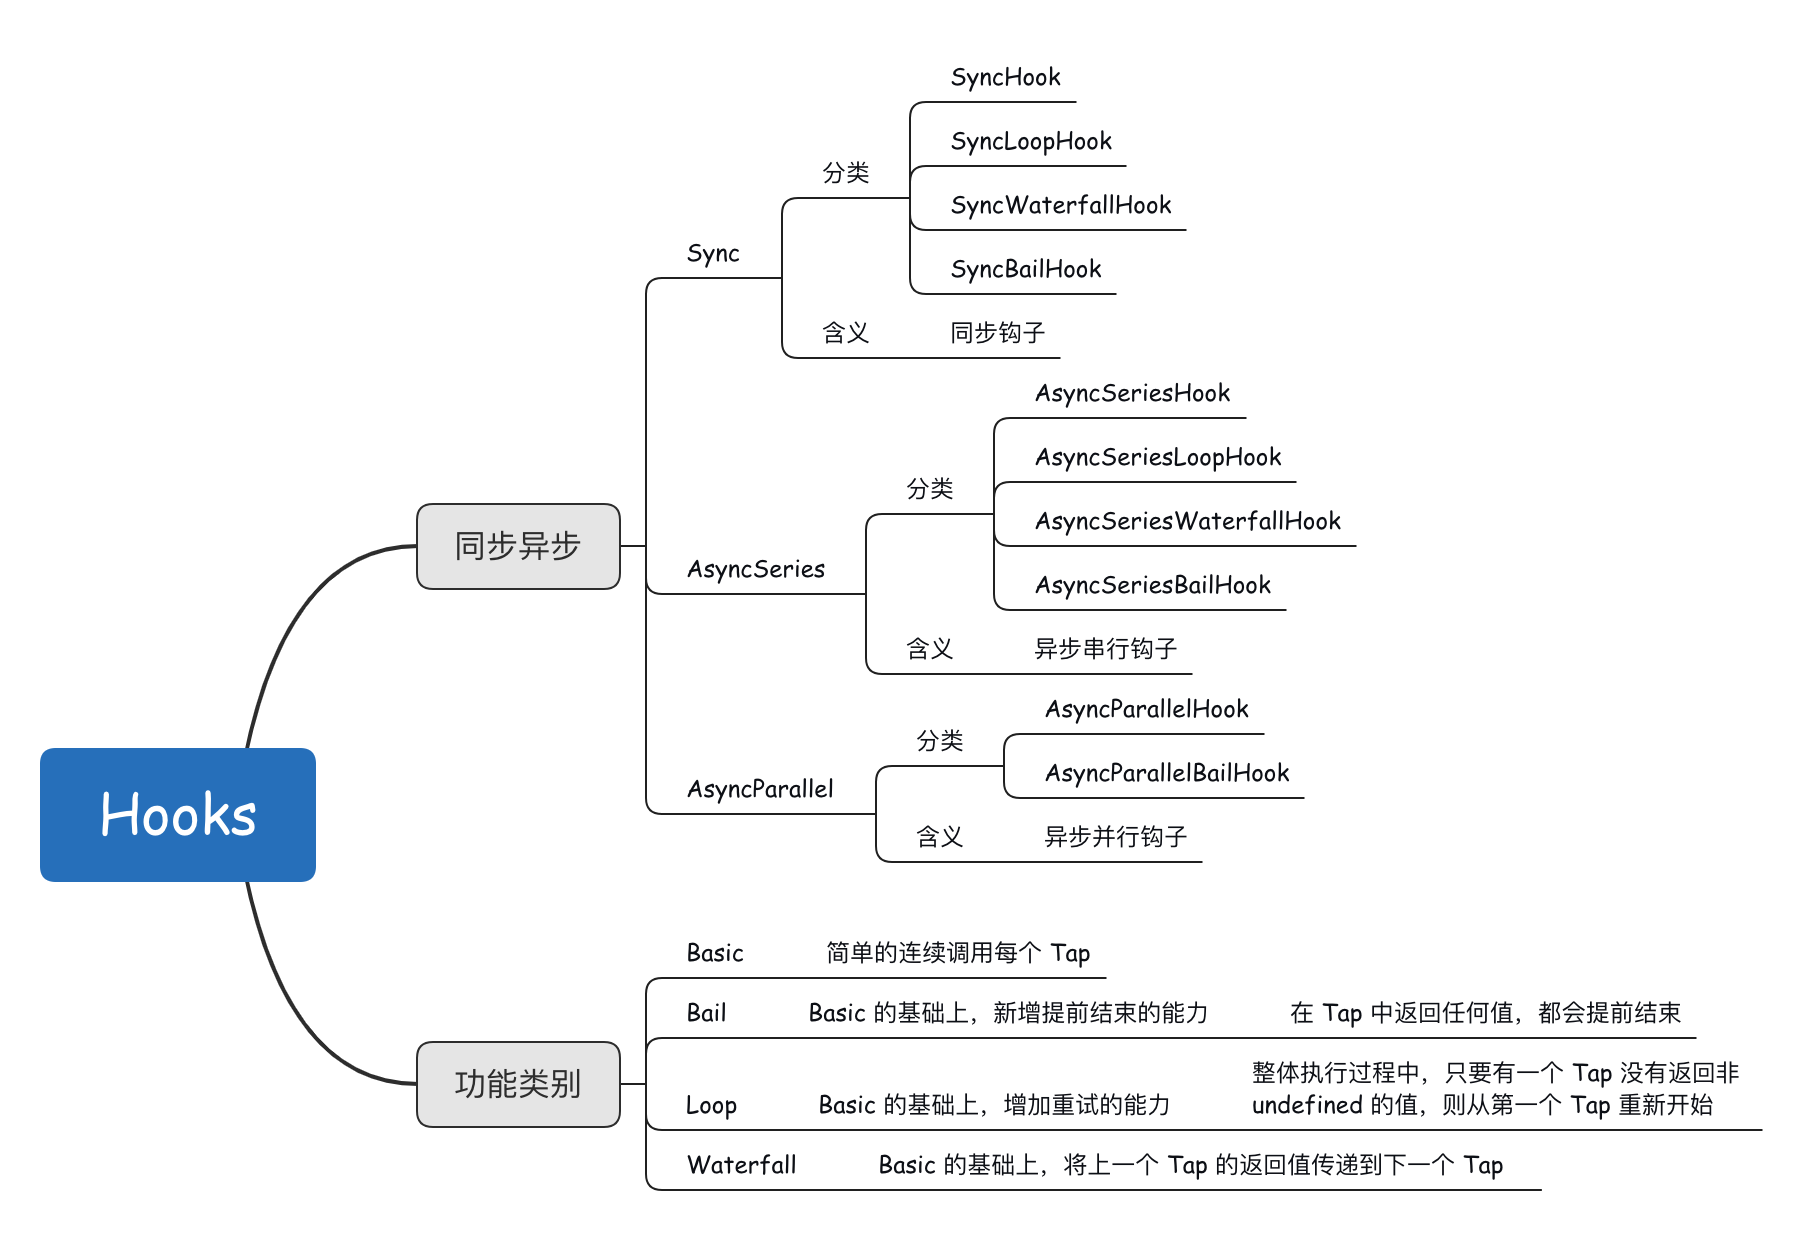 Hooks
同步异步
Sync
分类
SyncHook
SyncLoopHook
SyncWaterfallHook
SyncBailHook
含义
同步钩子
AsyncSeries
分类
AsyncSeriesHook
AsyncSeriesLoopHook
AsyncSeriesWaterfallHook
AsyncSeriesBailHook
含义
异步串行钩子
AsyncParallel
分类
AsyncParallelHook
AsyncParallelBailHook
含义
异步并行钩子
功能类别
Basic
简单的连续调用每个 Tap
Bail
Basic 的基础上，新增提前结束的能力
在 Tap 中返回任何值，都会提前结束
Loop
Basic 的基础上，增加重试的能力
整体执行过程中，只要有一个 Tap 没有返回非
undefined 的值，则从第一个 Tap 重新开始
Waterfall
Basic 的基础上，将上一个 Tap 的返回值传递到下一个 Tap